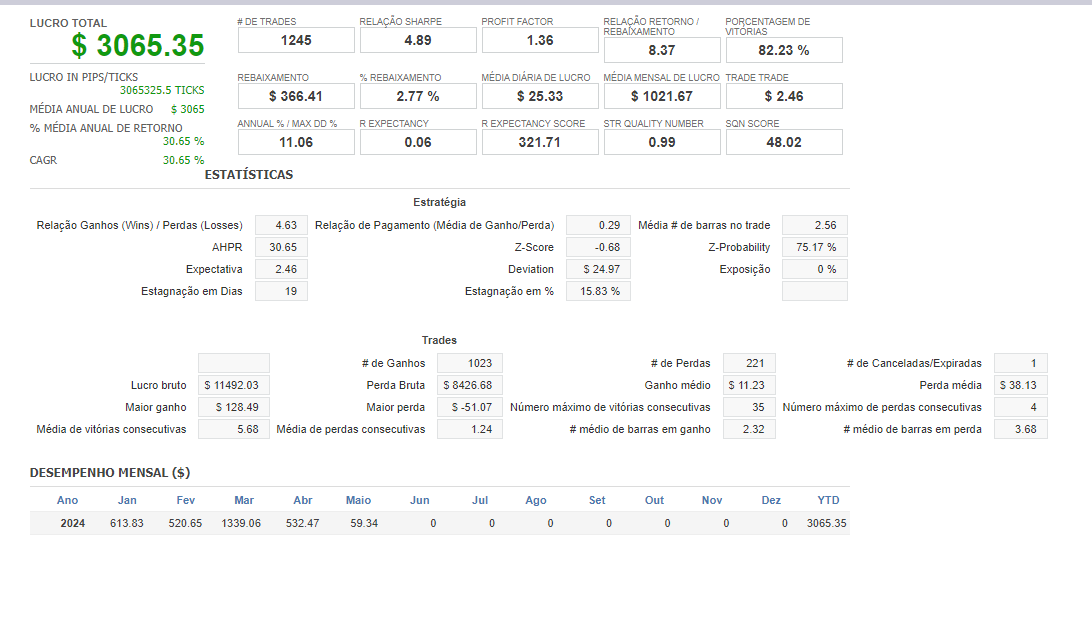 LUCRO TOTAL
$ 3065.35
LUCRO IN PIPS/TICKS
3065325.5 TICKS
MÉDIA ANUAL DE LUCRO $ 3065
% MÉDIA ANUAL DE RETORNO
30.65 %
CAGR 30.65 %
# DE TRADES RELAÇÃO SHARPE PROFIT FACTOR RELAÇÃO RETORNO / REBAIXAMENTO PORCENTAGEM DE VITÓRIAS
1245 4.89 1.36 8.37 82.23 %
REBAIXAMENTO % REBAIXAMENTO MÉDIA DIÁRIA DE LUCRO MÉDIA MENSAL DE LUCRO TRADE TRADE
$ 366.41 2.77 % $ 25.33 $ 1021.67 $ 2.46
ANNUAL % / MAX DD % R EXPECTANCY R EXPECTANCY SCORE STR QUALITY NUMBER SQN SCORE
11.06 0.06 321.71 0.99 48.02
ESTATÍSTICAS
Estratégia
Relação Ganhos (Wins) / Perdas (Losses) 4.63 Relação de Pagamento (Média de Ganho/Perda) 0.29 Média # de barras no trade 2.56
AHPR 30.65 Z-Score -0.68 Z-Probability 75.17 %
Expectativa 2.46 Deviation $ 24.97 Exposição 0 %
Estagnação em Dias 19 Estagnação em % 15.83 %
Trades
# de Ganhos 1023 # de Perdas 221 # de Canceladas/Expiradas 1
Lucro bruto $ 11492.03 Perda Bruta $ 8426.68 Ganho médio $ 11.23 Perda média $ 38.13
Maior ganho $ 128.49 Maior perda $ -51.07 Número máximo de vitórias consecutivas 35 Número máximo de perdas consecutivas 4
Média de vitórias consecutivas 5.68 Média de perdas consecutivas 1.24 # médio de barras em ganho 2.32 # médio de barras em perda 3.68
DESEMPENHO MENSAL ($)
Ano Jan Fev Mar Abr Maio Jun Jul Ago Set Out Nov Dez YTD
2024 613.83 520.65 1339.06 532.47 59.34 0 0 0 0 0 0 0 3065.35